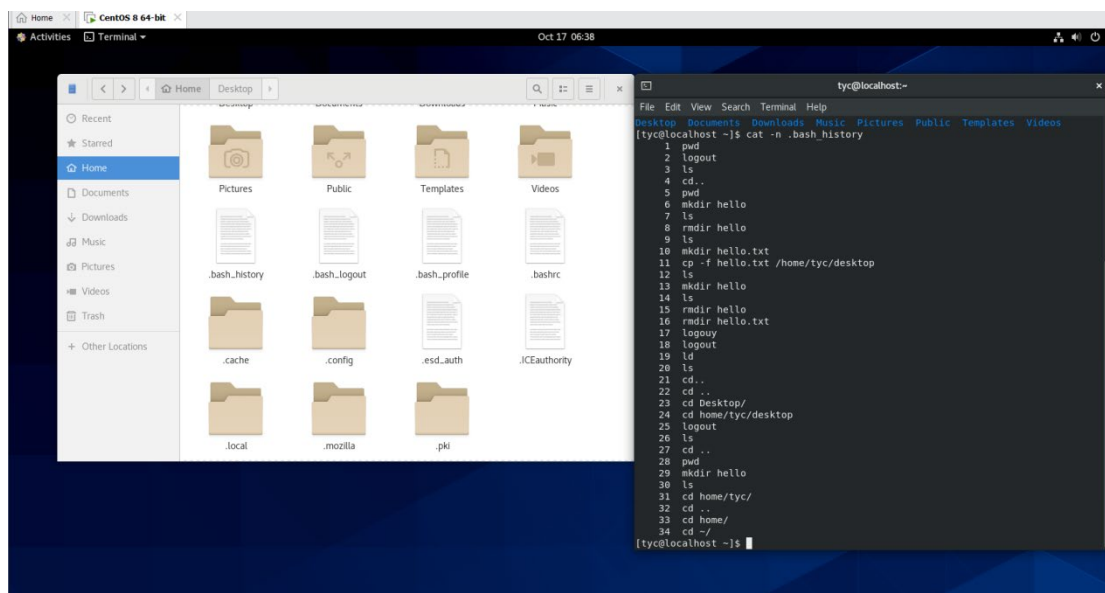 Home
CentOS 8 64-bit
Activities Terminal
Oct 17 06:38
Home Desktop
Recent
Starred
Home
Documents
Downloads
Music
Pictures
Videos
Trash
+ Other Locations
Desktop Documents Downloads Music
Pictures Public Templates Videos
.bash_history .bash_logout .bash_profile .bashrc
.cache .config .esd_auth .ICEauthority
.local .mozilla .pki
tyc@localhost:~
File Edit View Search Terminal Help
Desktop Documents Downloads Music Pictures Public Templates Videos
[tyc@localhost ~]$ cat -n .bash_history
1 pwd
2 logout
3 ls
4 cd..
5 pwd
6 mkdir hello
7 ls
8 rmdir hello
9 ls
10 mkdir hello.txt
11 cp -f hello.txt /home/tyc/desktop
12 ls
13 mkdir hello
14 ls
15 rmdir hello
16 rmdir hello.txt
17 logouy
18 logout
19 ld
20 ls
21 cd..
22 cd ..
23 cd Desktop/
24 cd home/tyc/desktop
25 logout
26 ls
27 cd ..
28 pwd
29 mkdir hello
30 ls
31 cd home/tyc/
32 cd ..
33 cd home/
34 cd ~/
[tyc@localhost ~]$